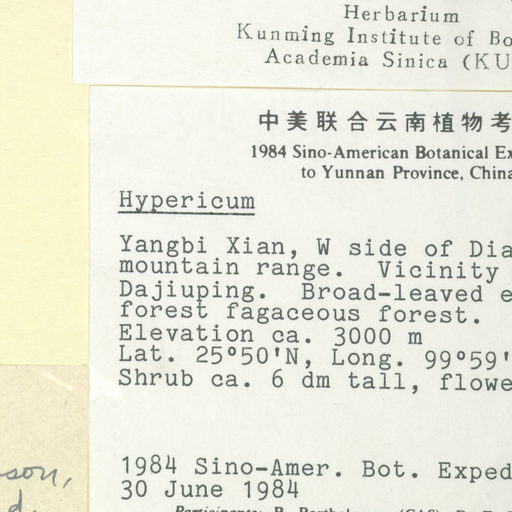 Herbarium
Kunming Institute of Bo
Academia Sinica (KU
中美联合云南植物考
1984 Sino-American Botanical Ex
to Yunnan Province, China
Hypericum
Yangbi Xian, W side of Dia
mountain range. Vicinity
Dajiuping. Broad-leaved e
forest fagaceous forest.
Elevation ca. 3000 m
Lat. 25°50'N, Long. 99°59'
Shrub ca. 6 dm tall, flowe
son,
d.
1984 Sino-Amer. Bot. Exped
30 June 1984